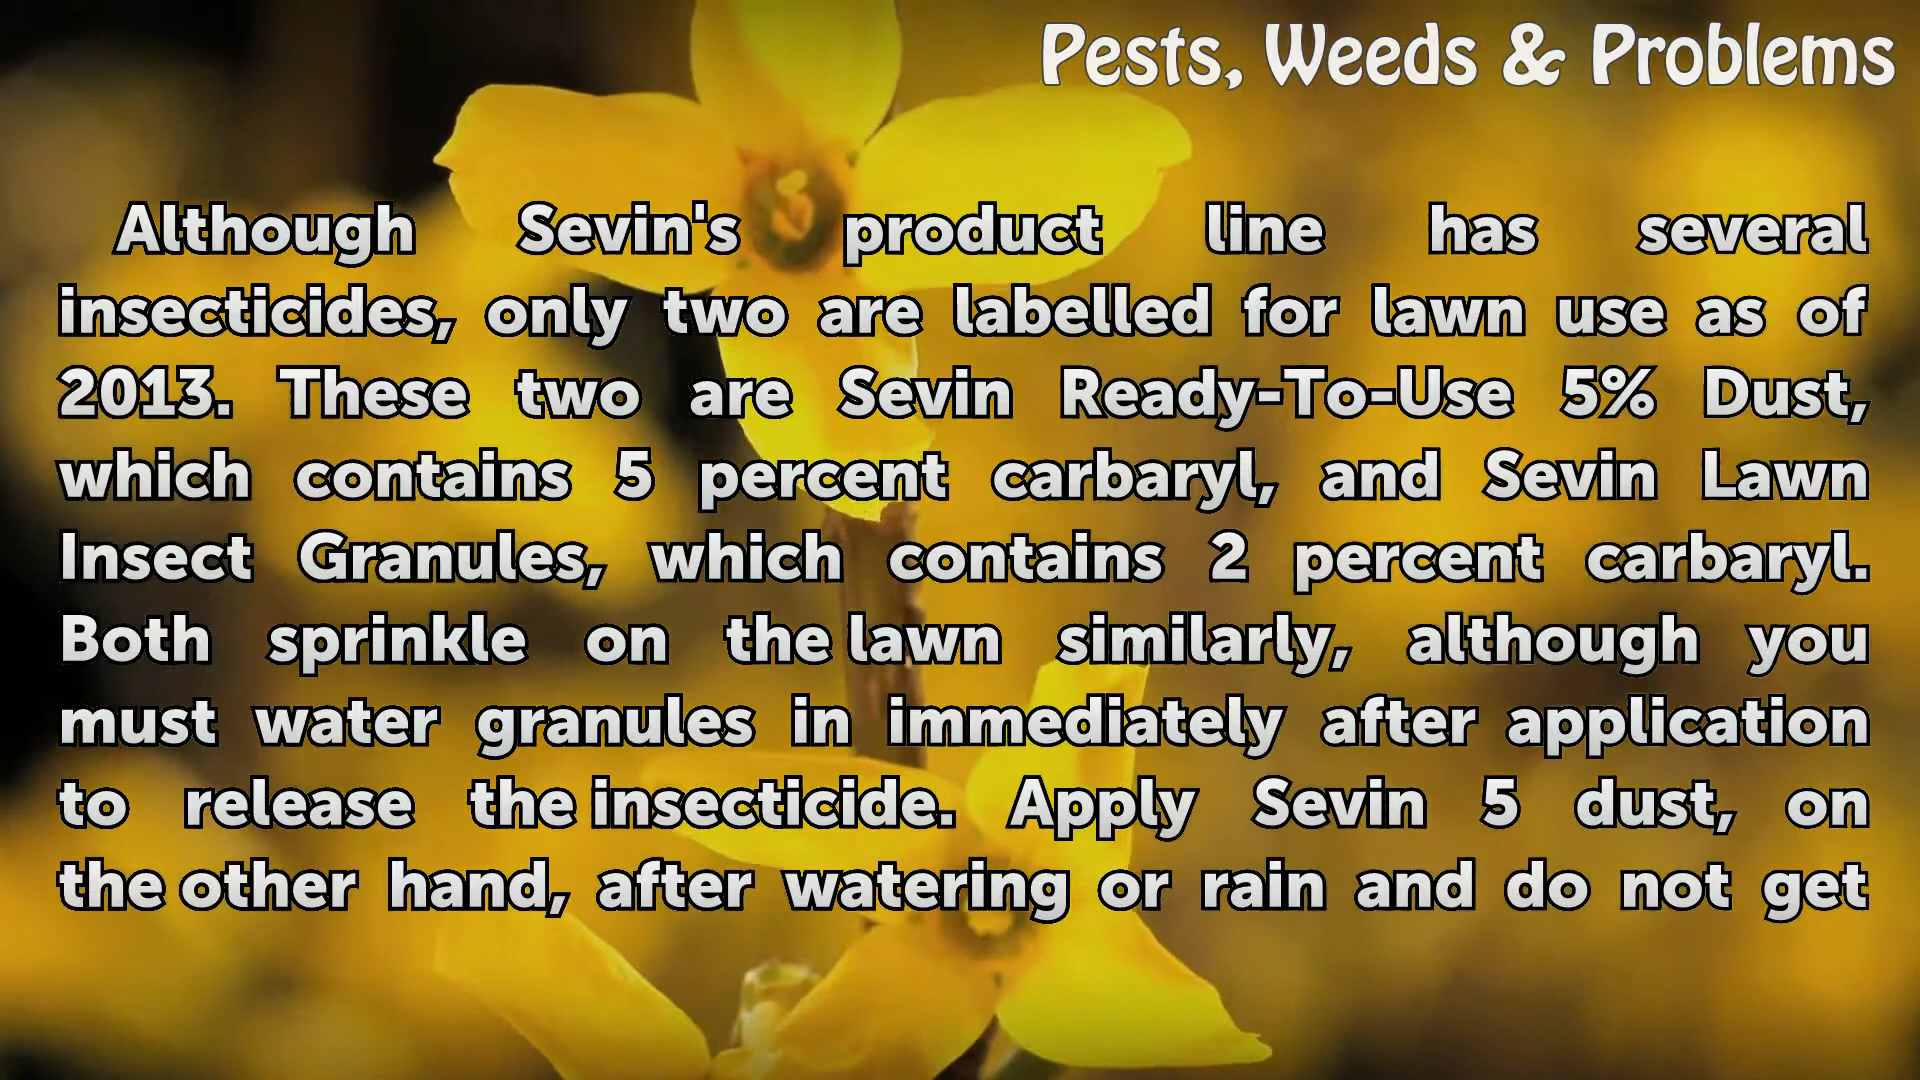 Pests, Weeds & Problems
Although Sevin's product line has several
insecticides, only two are labelled for lawn use as of
2013. These two are Sevin Ready-To-Use 5% Dust,
which contains 5 percent carbaryl, and Sevin Lawn
Insect Granules, which contains 2 percent carbaryl.
Both sprinkle on the lawn similarly, although you
must water granules in immediately after application
to release the insecticide. Apply Sevin 5 dust, on
the other hand, after watering or rain and do not get